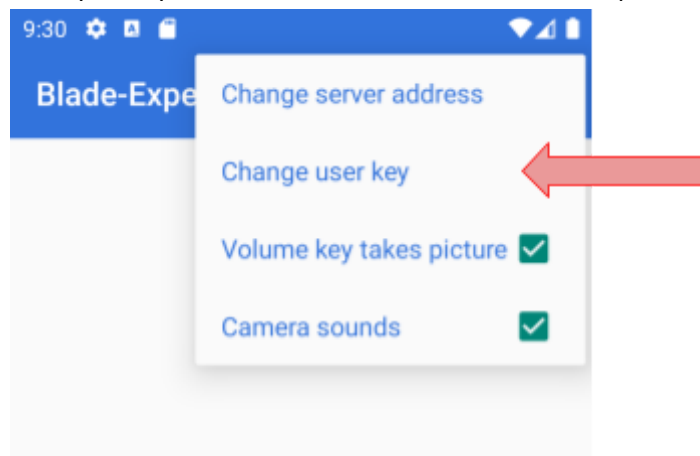 9:30
Blade-Expe
Change server address
Change user key
Volume key takes picture
Camera sounds